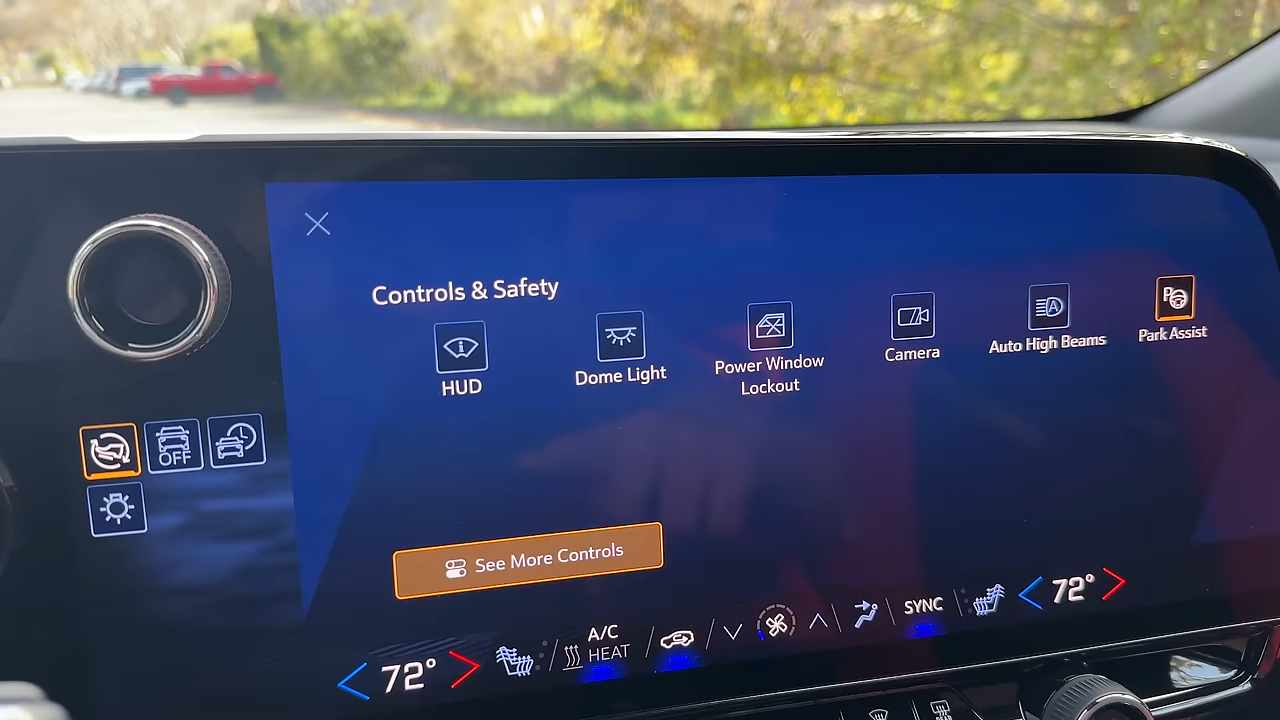 Controls & Safety
HUD
Dome Light
Power Window
Lockout
Camera
A
Auto High Beams
P
Park Assist
OFF
See More Controls
72°
A/C
HEAT
SYNC
72°
REAR